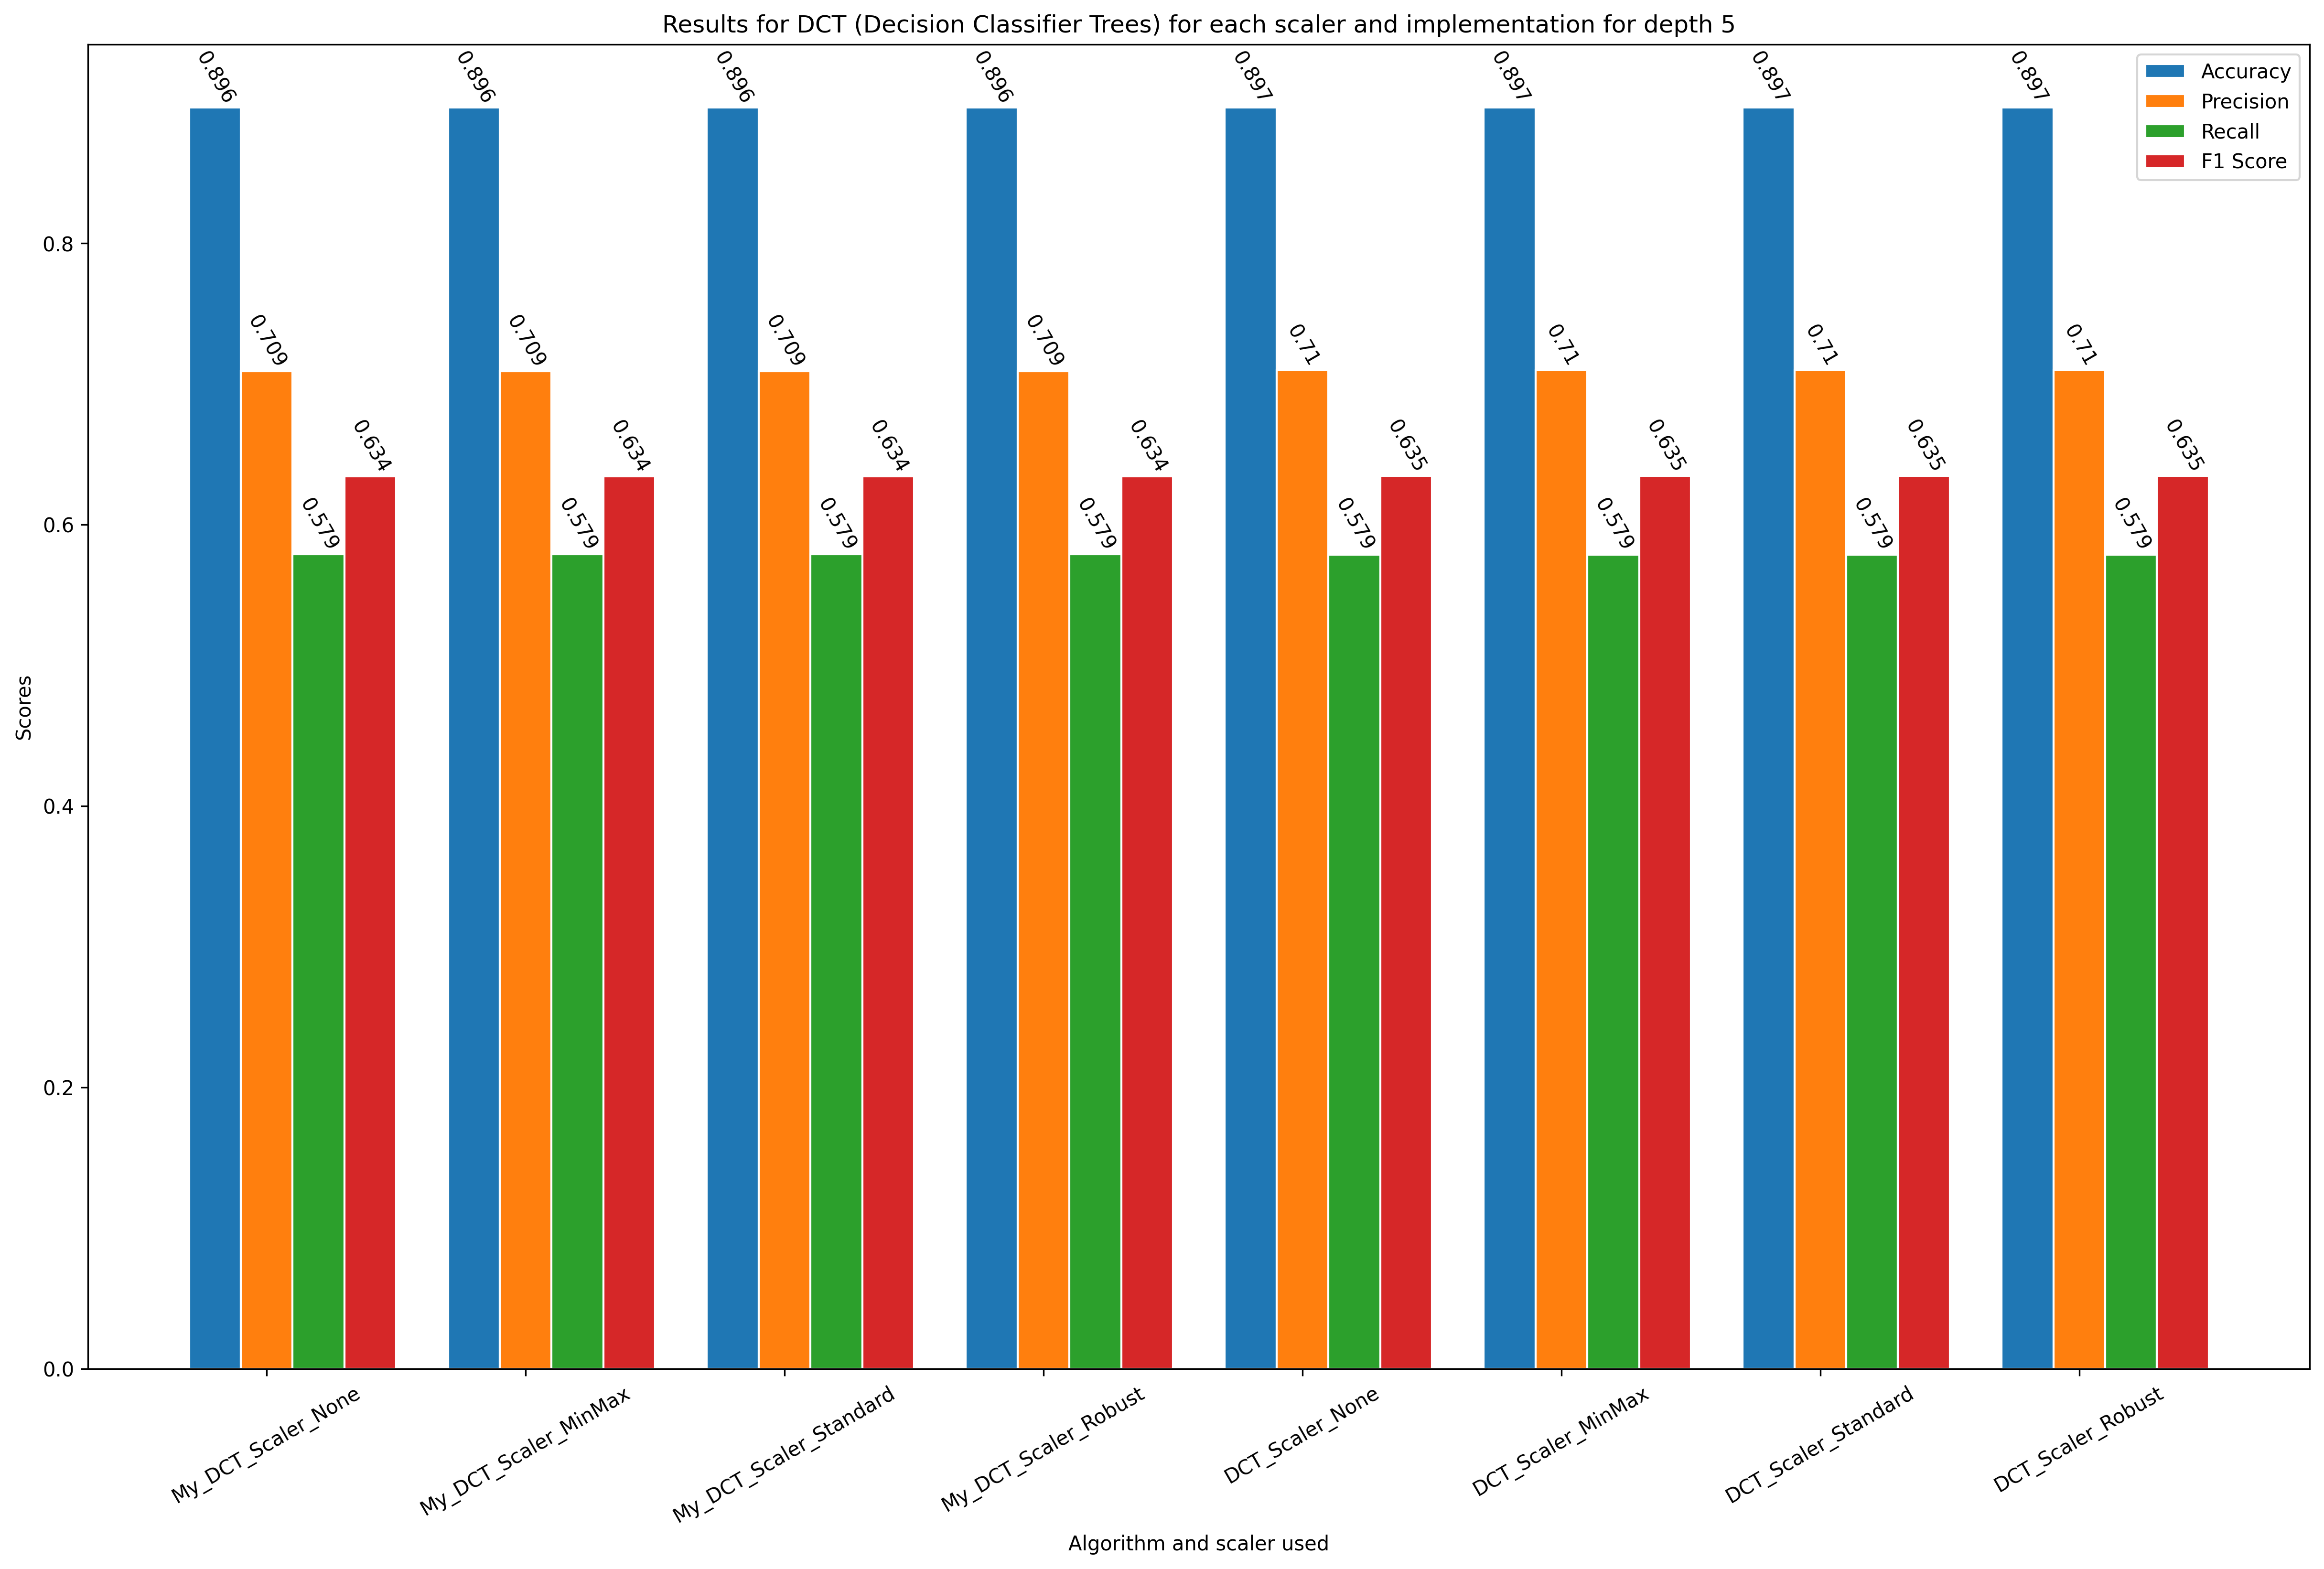 Results for DCT (Decision Classifier Trees) for each scaler and implementation for depth 5
Accuracy
Precision
Recall
F1 Score
0.896
0.709
0.579
0.634
0.896
0.709
0.579
0.634
0.896
0.709
0.579
0.634
0.896
0.709
0.579
0.634
0.897
0.71
0.579
0.635
0.897
0.71
0.579
0.635
0.897
0.71
0.579
0.635
0.897
0.71
0.579
0.635
Scores
0.8
0.6
0.4
0.2
0.0
My_DCT_Scaler_None
My_DCT_Scaler_MinMax
My_DCT_Scaler_Standard
My_DCT_Scaler_Robust
DCT_Scaler_None
DCT_Scaler_MinMax
DCT_Scaler_Standard
DCT_Scaler_Robust
Algorithm and scaler used